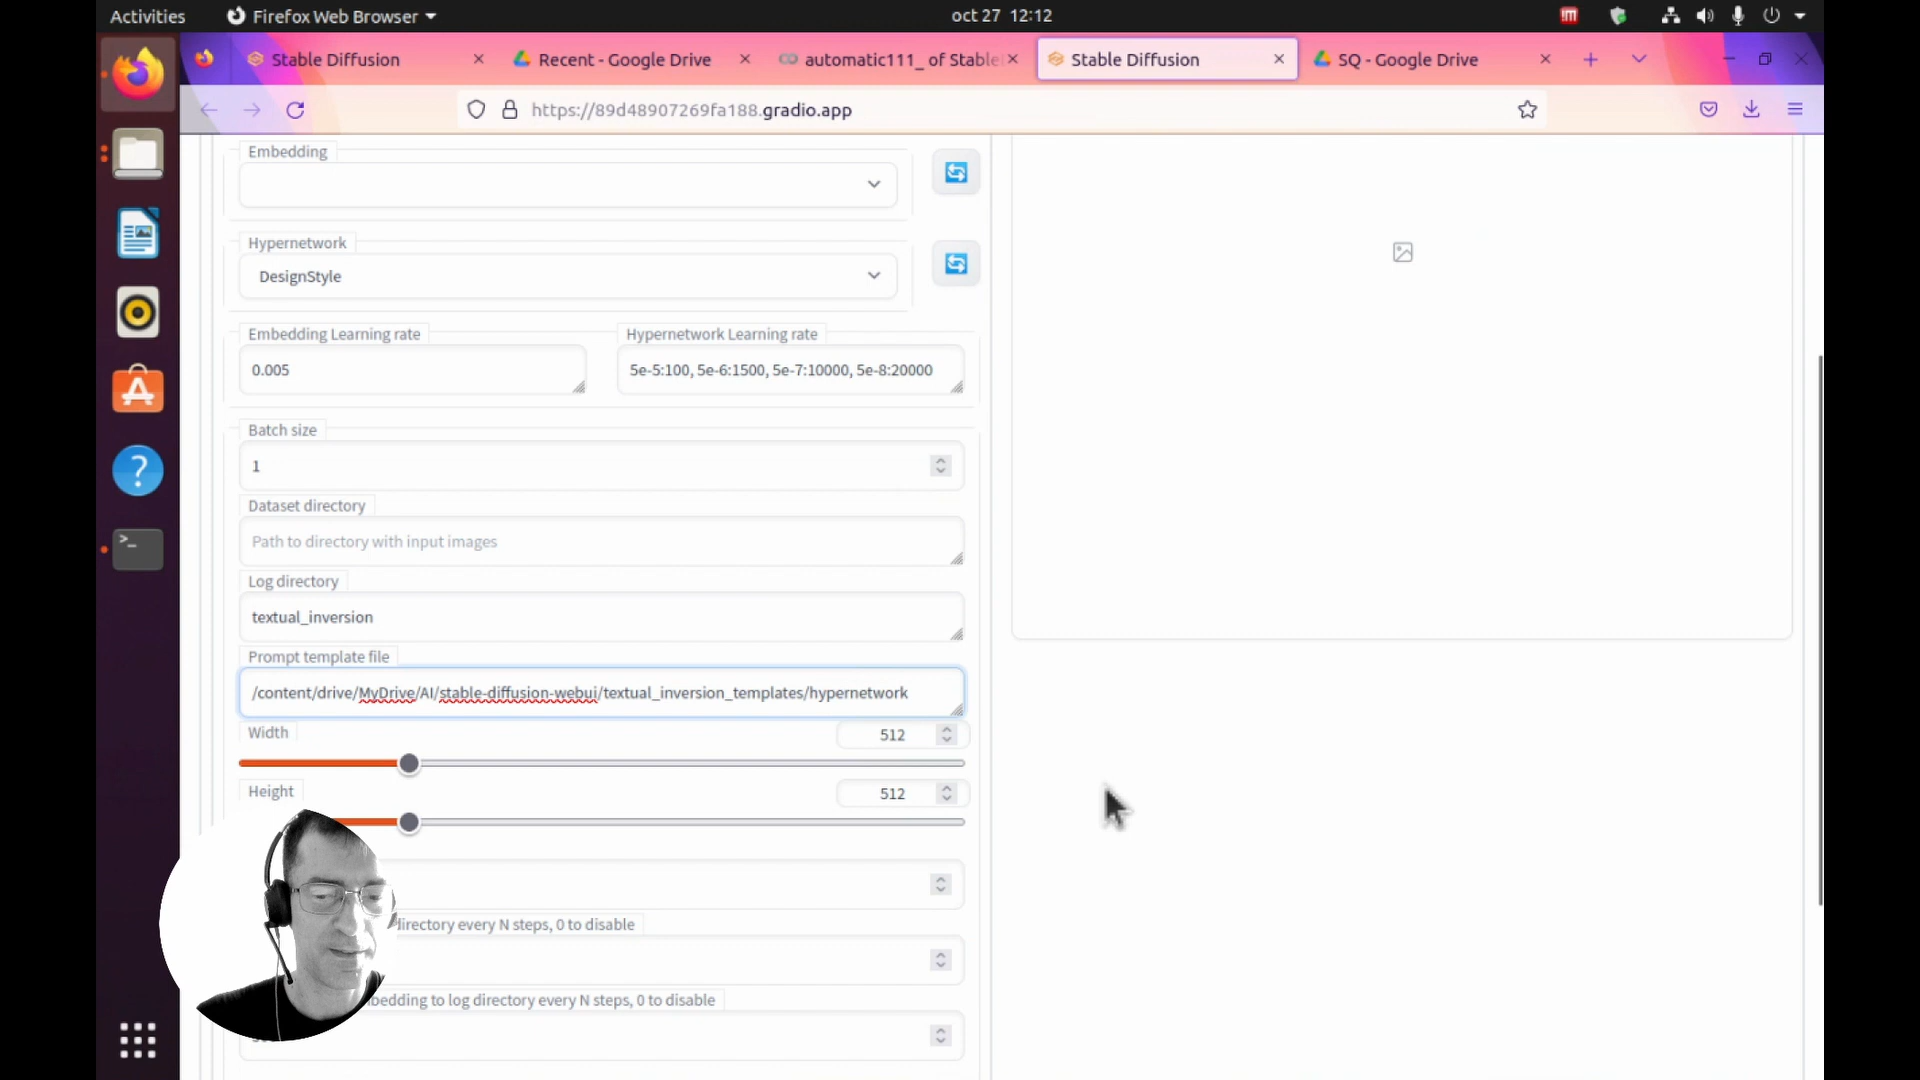 Activities
Firefox Web Browser
oct 27 12:12
Stable Diffusion
Recent - Google Drive
automatic111_ of Stable
Stable Diffusion
SQ - Google Drive
https://89d48907269fa188.gradio.app
Embedding
Hypernetwork
DesignStyle
Embedding Learning rate
Hypernetwork Learning rate
0.005
5e-5:100, 5e-6:1500, 5e-7:10000, 5e-8:20000
Batch size
1
Dataset directory
Path to directory with input images
Log directory
textual_inversion
Prompt template file
/content/drive/MyDrive/AI/stable-diffusion-webui/textual_inversion_templates/hypernetwork
Width
512
Height
512
directory every N steps, 0 to disable
bedding to log directory every N steps, 0 to disable